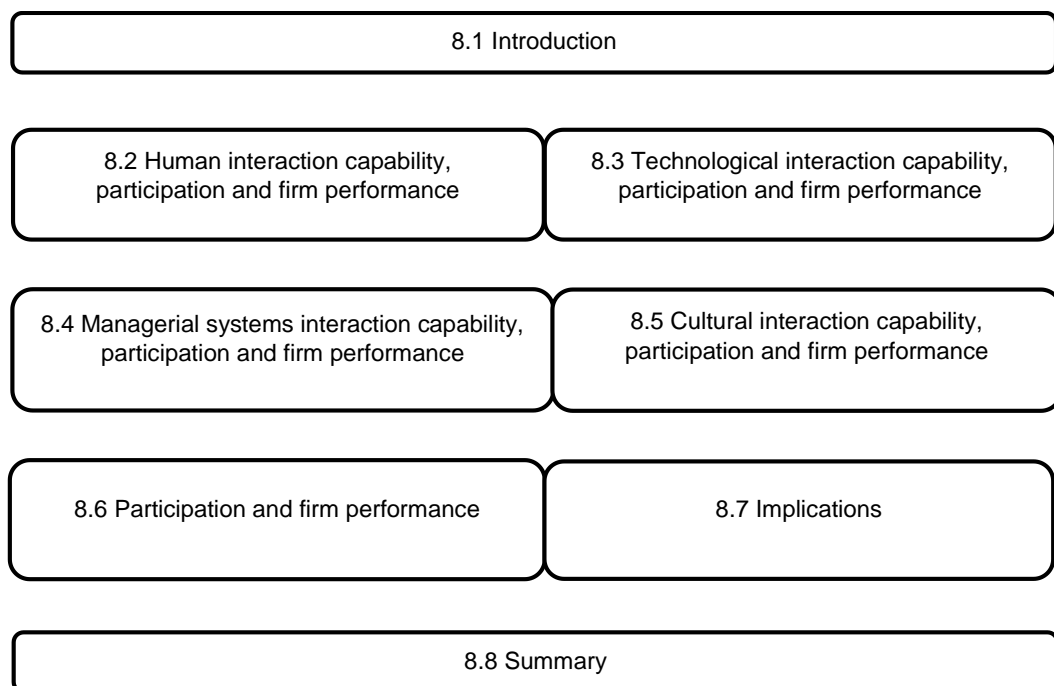 8.1 Introduction
8.2 Human interaction capability,
participation and firm performance
8.3 Technological interaction capability,
participation and firm performance
8.4 Managerial systems interaction capability,
participation and firm performance
8.5 Cultural interaction capability,
participation and firm performance
8.6 Participation and firm performance
8.7 Implications
8.8 Summary